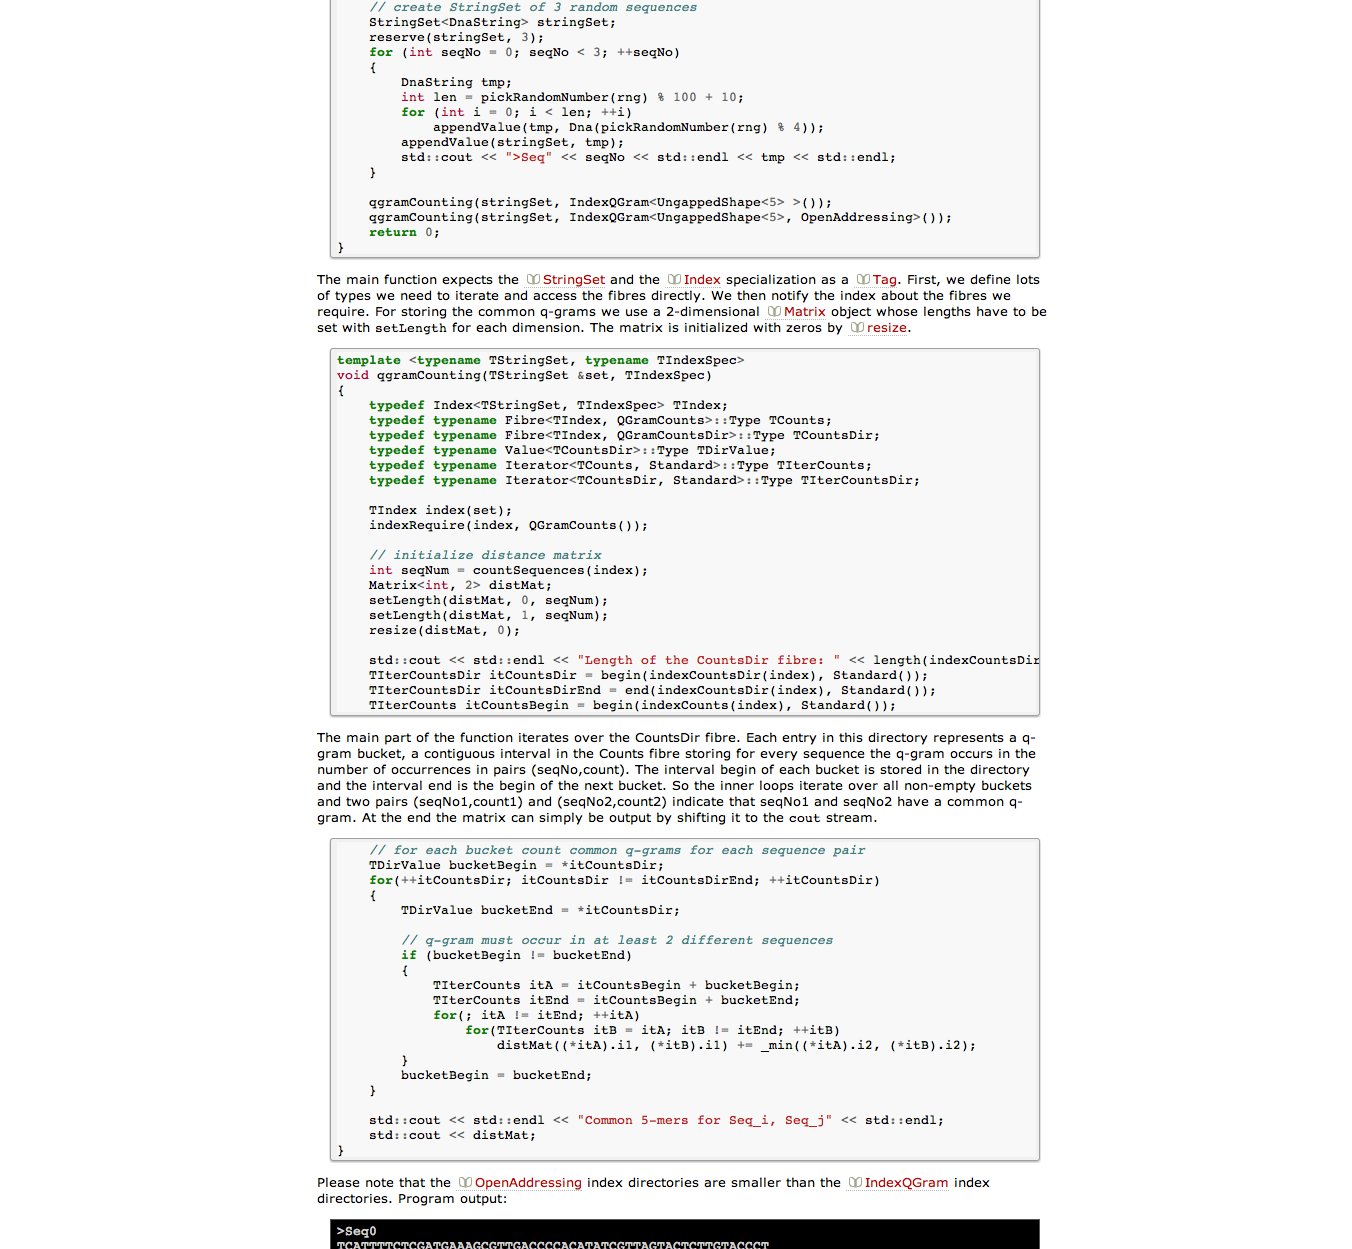 // create StringSet of 3 random sequences
StringSet<DnaString> stringSet;
reserve(stringSet, 3);
for (int seqNo = 0; seqNo < 3; ++seqNo)
{
DnaString tmp;
int len = pickRandomNumber(rng) % 100 + 10;
for (int i = 0; i < len; ++i)
appendValue(tmp, Dna(pickRandomNumber(rng) % 4));
appendValue(stringSet, tmp);
std::cout << ">Seq" << seqNo << std::endl << tmp << std::endl;
}
qgramCounting(stringSet, IndexQGram<UngappedShape<5> >());
qgramCounting(stringSet, IndexQGram<UngappedShape<5>, OpenAddressing>());
return 0;
}
The main function expects the StringSet and the Index specialization as a Tag. First, we define lots
of types we need to iterate and access the fibres directly. We then notify the index about the fibres we
require. For storing the common q-grams we use a 2-dimensional Matrix object whose lengths have to be
set with setLength for each dimension. The matrix is initialized with zeros by resize.
template <typename TStringSet, typename TIndexSpec>
void qgramCounting(TStringSet &set, TIndexSpec)
{
typedef Index<TStringSet, TIndexSpec> TIndex;
typedef typename Fibre<TIndex, QGramCounts>::Type TCounts;
typedef typename Fibre<TIndex, QGramCountsDir>::Type TCountsDir;
typedef typename Value<TCountsDir>::Type TDirValue;
typedef typename Iterator<TCounts, Standard>::Type TIterCounts;
typedef typename Iterator<TCountsDir, Standard>::Type TIterCountsDir;
TIndex index(set);
indexRequire(index, QGramCounts());
// initialize distance matrix
int seqNum = countSequences(index);
Matrix<int, 2> distMat;
setLength(distMat, 0, seqNum);
setLength(distMat, 1, seqNum);
resize(distMat, 0);
std::cout << std::endl << "Length of the CountsDir fibre: " << length(indexCountsDir
TIterCountsDir itCountsDir = begin(indexCountsDir(index), Standard());
TIterCountsDir itCountsDirEnd = end(indexCountsDir(index), Standard());
TIterCounts itCountsBegin = begin(indexCounts(index), Standard());
The main part of the function iterates over the CountsDir fibre. Each entry in this directory represents a q-
gram bucket, a contiguous interval in the Counts fibre storing for every sequence the q-gram occurs in the
number of occurrences in pairs (seqNo,count). The interval begin of each bucket is stored in the directory
and the interval end is the begin of the next bucket. So the inner loops iterate over all non-empty buckets
and two pairs (seqNo1,count1) and (seqNo2,count2) indicate that seqNo1 and seqNo2 have a common q-
gram. At the end the matrix can simply be output by shifting it to the cout stream.
// for each bucket count common q-grams for each sequence pair
TDirValue bucketBegin = *itCountsDir;
for(++itCountsDir; itCountsDir != itCountsDirEnd; ++itCountsDir)
{
TDirValue bucketEnd = *itCountsDir;
// q-gram must occur in at least 2 different sequences
if (bucketBegin != bucketEnd)
{
TIterCounts itA = itCountsBegin + bucketBegin;
TIterCounts itEnd = itCountsBegin + bucketEnd;
for(; itA != itEnd; ++itA)
for(TIterCounts itB = itA; itB != itEnd; ++itB)
distMat((*itA).i1, (*itB).i1) += _min((*itA).i2, (*itB).i2);
}
bucketBegin = bucketEnd;
}
std::cout << std::endl << "Common 5-mers for Seq_i, Seq_j" << std::endl;
std::cout << distMat;
}
Please note that the OpenAddressing index directories are smaller than the IndexQGram index
directories. Program output:
>Seq0
TCATTTTCTCGATGAAAGCGTTGACCCCACATATCGTTAGTACTCTTGTACCCT